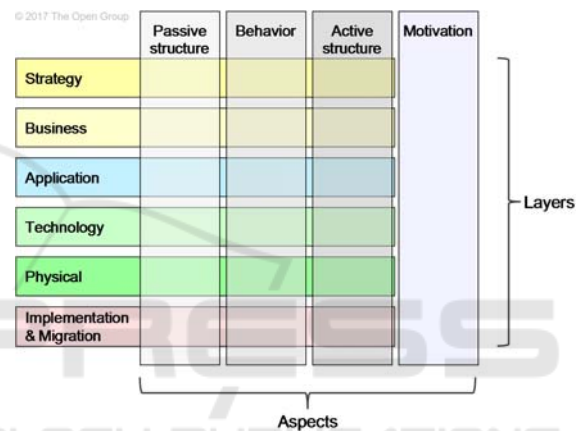 © 2017 The Open Group
Passive
structure
Behavior
Active
structure
Motivation
Strategy
Business
Application
Technology
Physical
Implementation
& Migration
Layers
Aspects